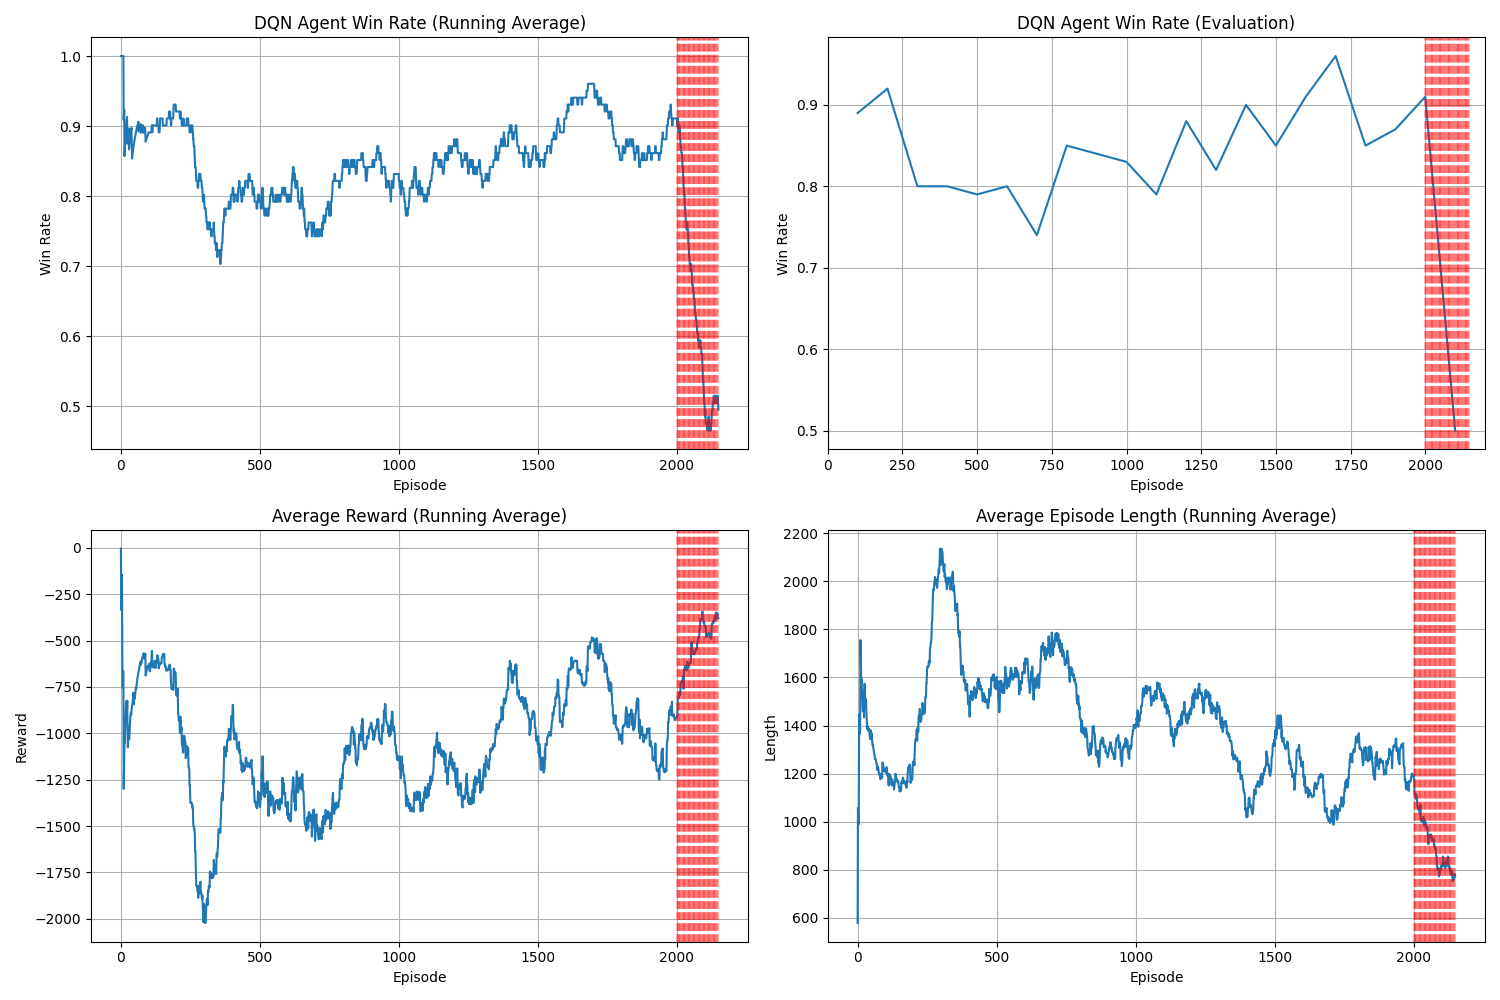 DQN Agent Win Rate (Running Average)
1.0
0.9
0.8
0.7
0.6
0.5
Win Rate
0 500 1000 1500 2000
Episode
DQN Agent Win Rate (Evaluation)
0.9
0.8
0.7
0.6
0.5
Win Rate
0 250 500 750 1000 1250 1500 1750 2000
Episode
Average Reward (Running Average)
0
−250
−500
−750
−1000
−1250
−1500
−1750
−2000
Reward
0 500 1000 1500 2000
Episode
Average Episode Length (Running Average)
2200
2000
1800
1600
1400
1200
1000
800
600
Length
0 500 1000 1500 2000
Episode